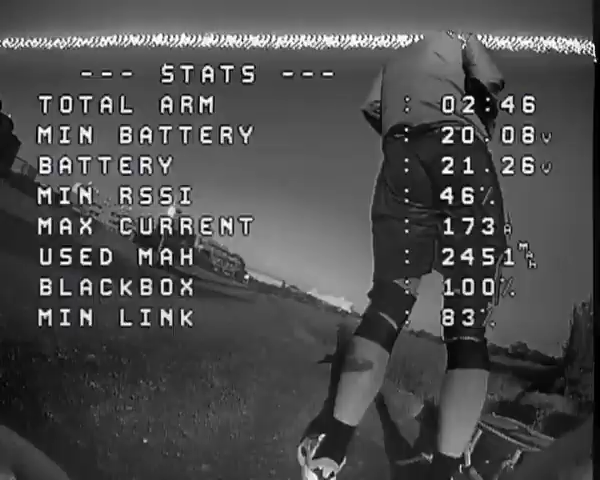 --- STATS ---
TOTAL ARM : 02:46
MIN BATTERY : 20.08V
BATTERY : 21.26V
MIN RSSI : 46%
MAX CURRENT : 173A
USED MAH : 2451MAH
BLACKBOX : 100%
MIN LINK : 83%